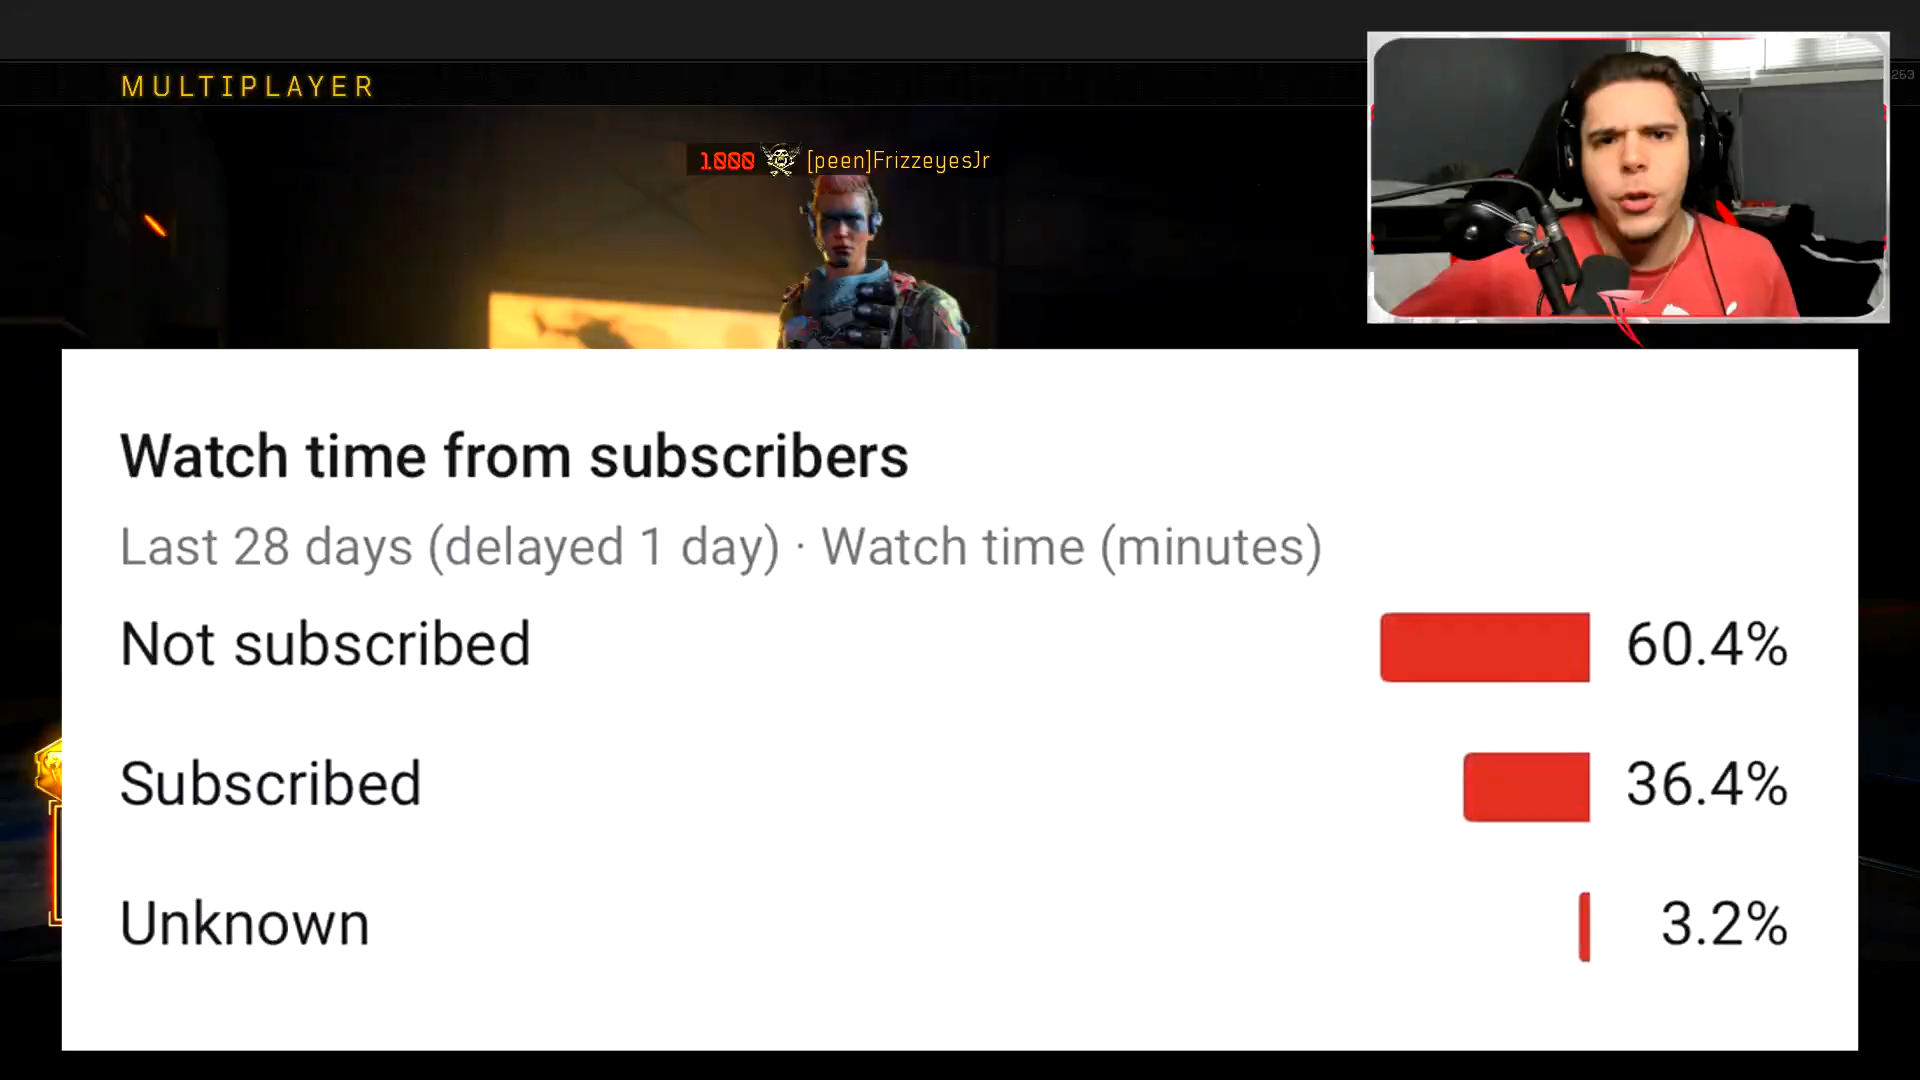 MULTIPLAYER
263
1000 [peen]FrizzeyesJr
Watch time from subscribers
Last 28 days (delayed 1 day) · Watch time (minutes)
Not subscribed 60.4%
Subscribed 36.4%
Unknown 3.2%